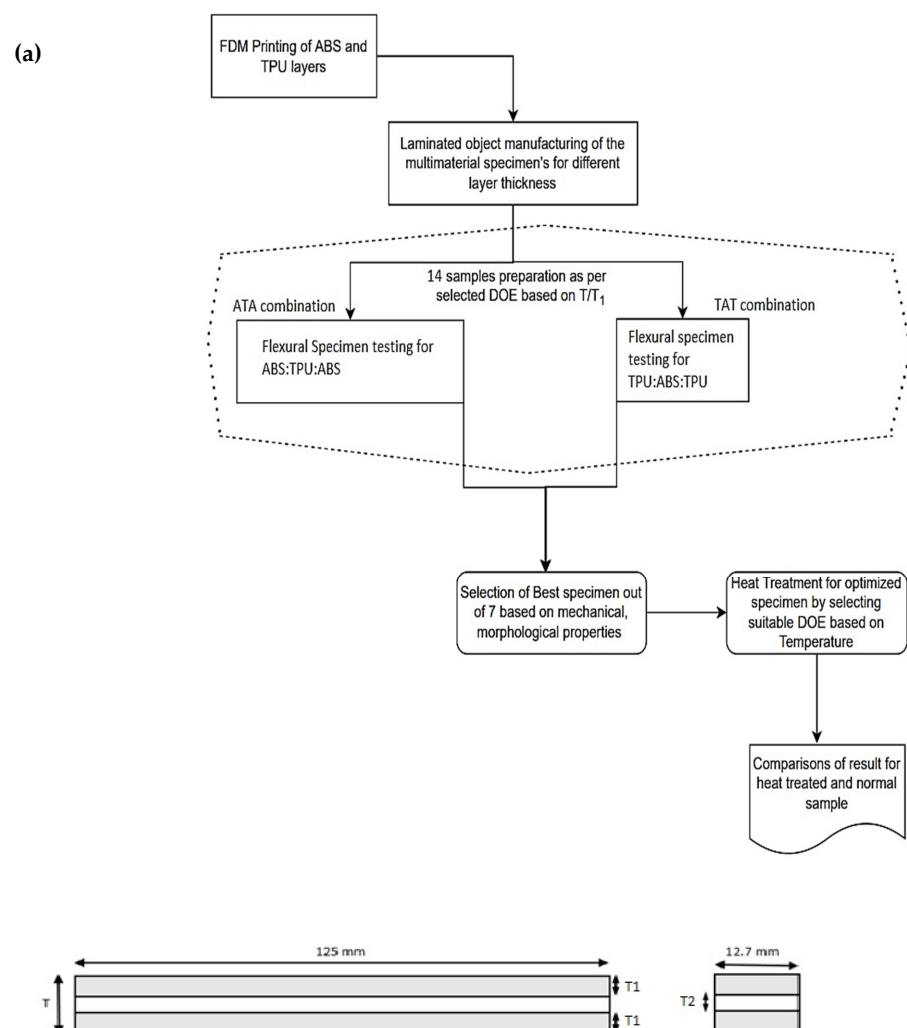 (a)
FDM Printing of ABS and
TPU layers
Laminated object manufacturing of the
multimaterial specimen's for different
layer thickness
14 samples preparation as per
selected DOE based on T/T1
ATA combination
TAT combination
Flexural Specimen testing for
ABS:TPU:ABS
Flexural specimen
testing for
TPU:ABS:TPU
Selection of Best specimen out
of 7 based on mechanical,
morphological properties
Heat Treatment for optimized
specimen by selecting
suitable DOE based on
Temperature
Comparisons of result for
heat treated and normal
sample
125 mm
12.7 mm
T
T1
T2
T1